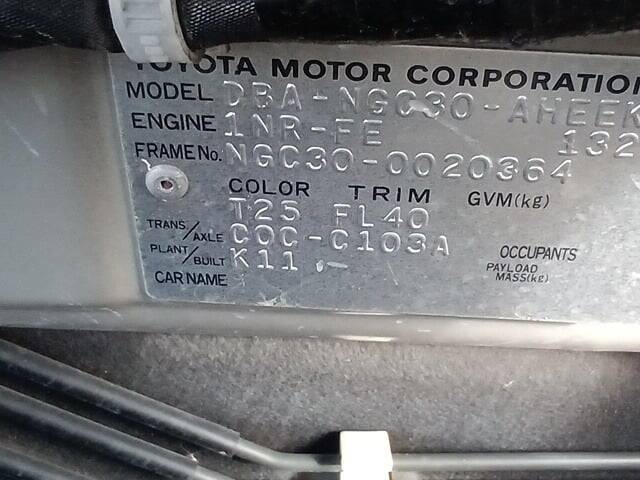 TOYOTA MOTOR CORPORATION
MODEL DBA-NGC30-AHEEK
ENGINE 1NR-FE 132
FRAME No. NGC30-0020364
COLOR TRIM GVM(kg)
T25 FL40
TRANS/AXLE C0C-C103A
PLANT/BUILT K11 - OCCUPANTS
PAYLOAD MASS(kg)
CAR NAME